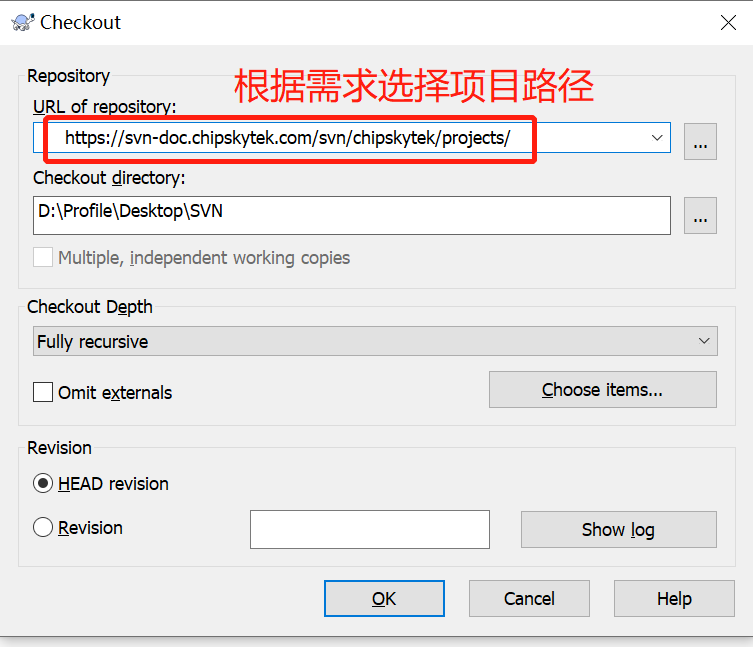 Checkout
Repository
根据需求选择项目路径
URL of repository:
https://svn-doc.chipskytek.com/svn/chipskytek/projects/
...
Checkout directory:
D:\Profile\Desktop\SVN
...
Multiple, independent working copies
Checkout Depth
Fully recursive
Omit externals
Choose items...
Revision
HEAD revision
Revision
Show log
OK
Cancel
Help